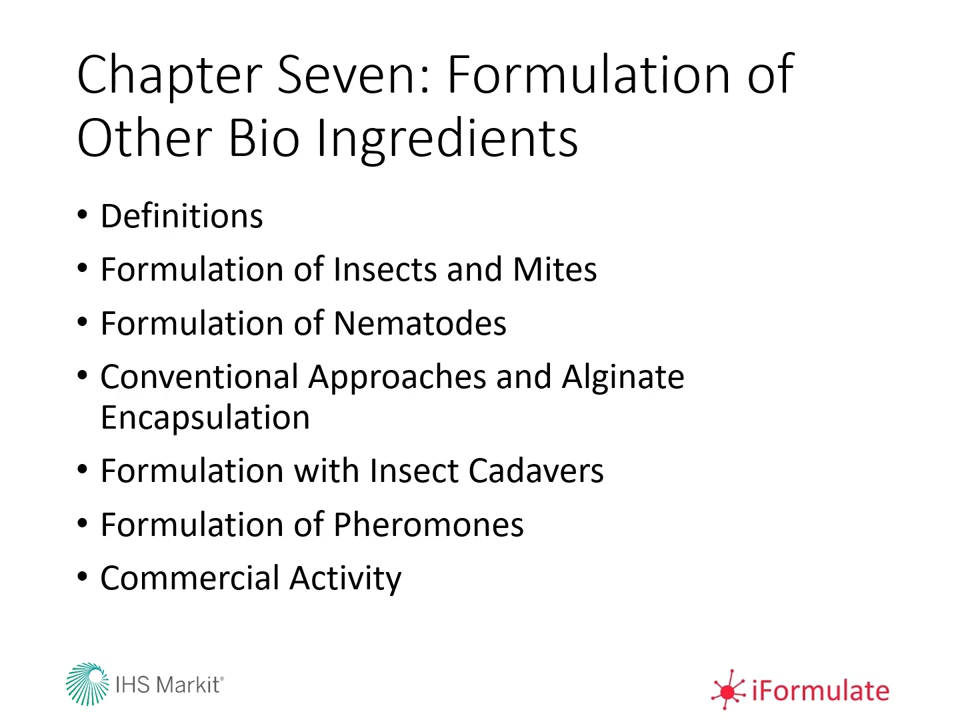 Chapter Seven: Formulation of
Other Bio Ingredients
• Definitions
• Formulation of Insects and Mites
• Formulation of Nematodes
• Conventional Approaches and Alginate
Encapsulation
• Formulation with Insect Cadavers
• Formulation of Pheromones
• Commercial Activity
IHS Markit®
iFormulate